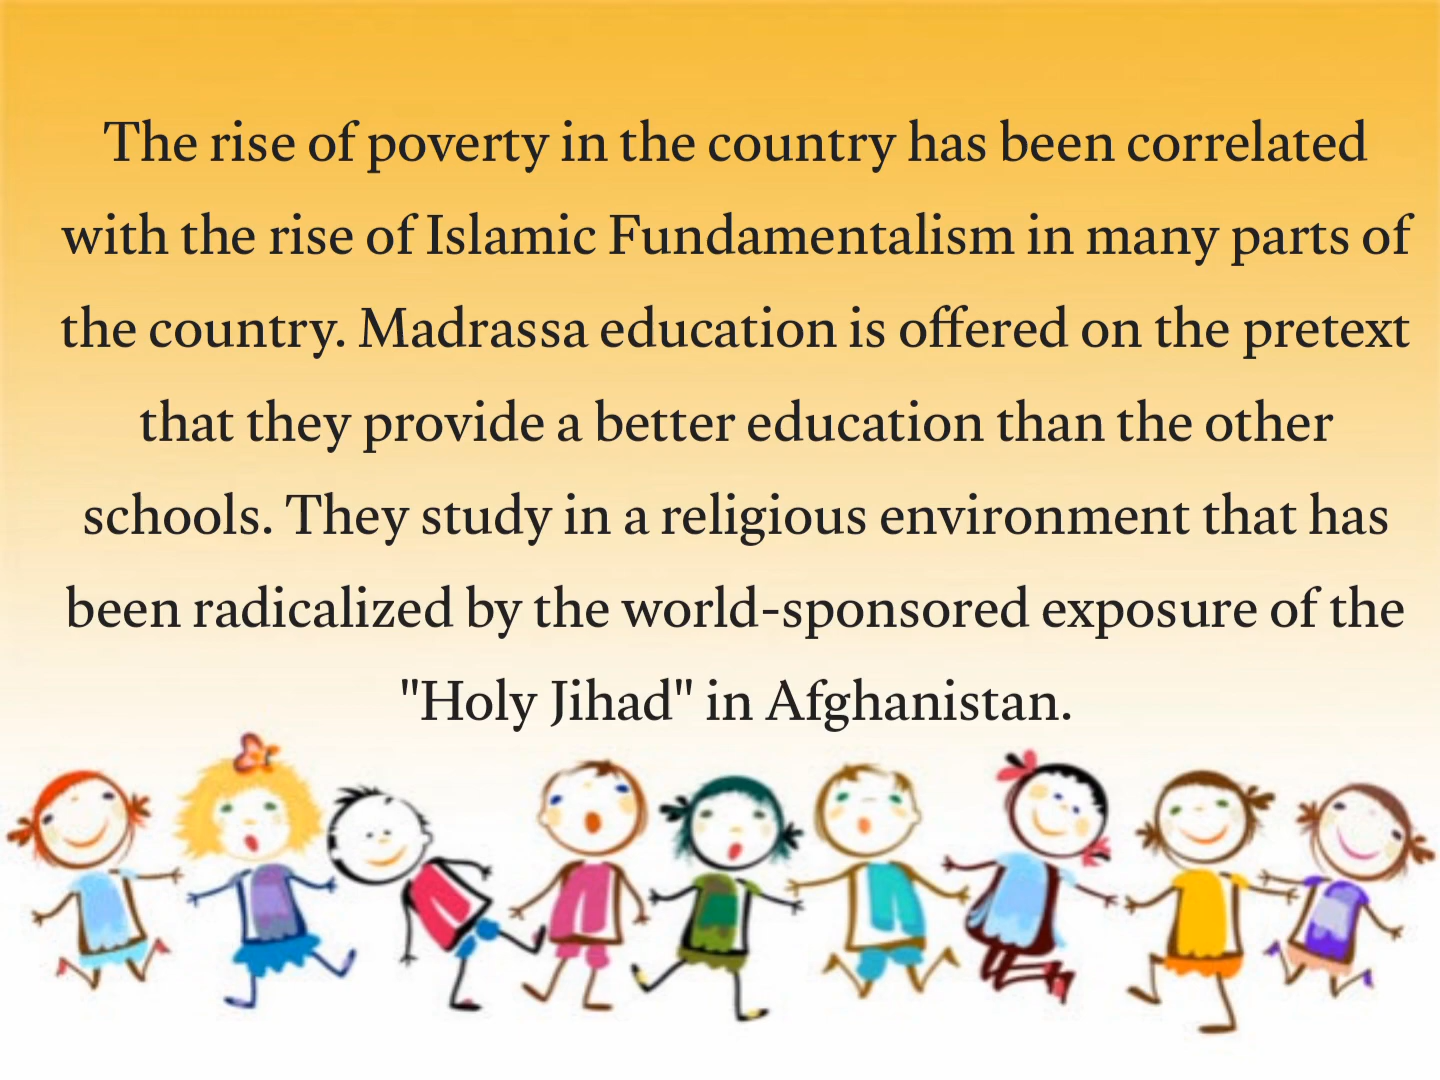 The rise of poverty in the country has been correlated
with the rise of Islamic Fundamentalism in many parts of
the country. Madrassa education is offered on the pretext
that they provide a better education than the other
schools. They study in a religious environment that has
been radicalized by the world-sponsored exposure of the
"Holy Jihad" in Afghanistan.